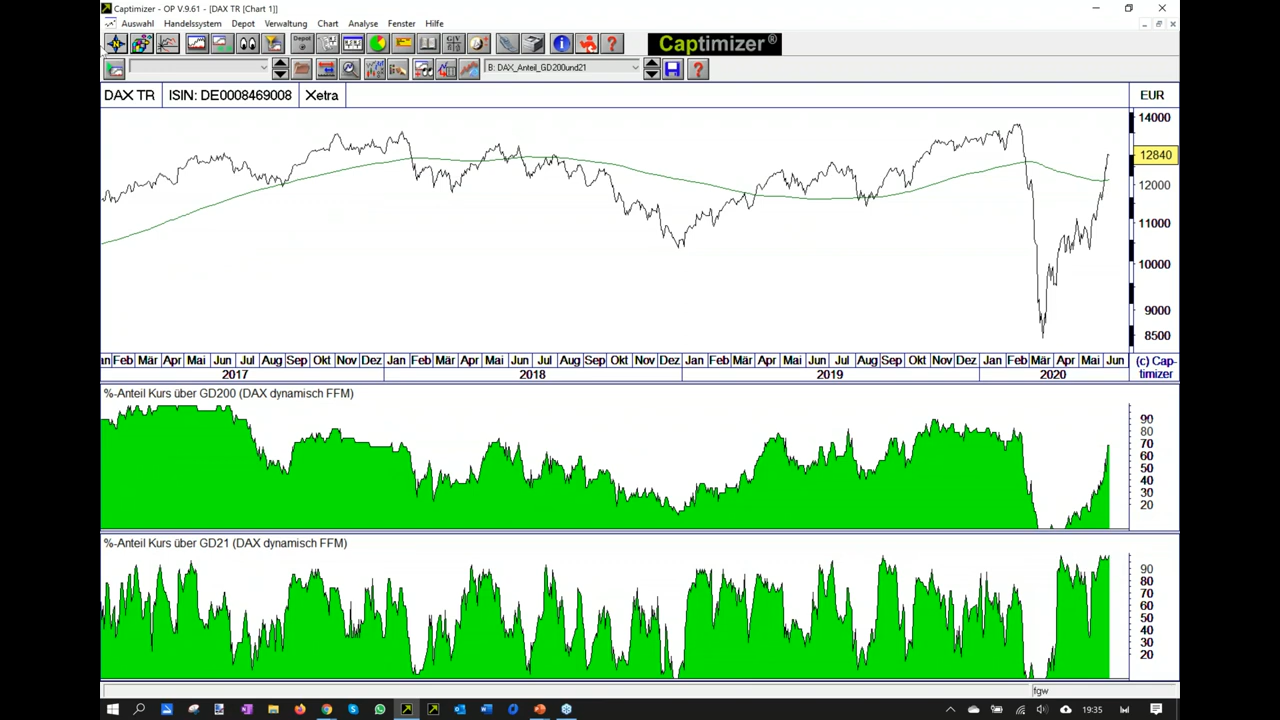 Captimizer - OP V.9.61 - [DAX TR [Chart 1]]
Auswahl Handelssystem Depot Verwaltung Chart Analyse Fenster Hilfe
Depot
Captimizer®
B: DAX_Anteil_GD200und21
DAX TR ISIN: DE0008469008 Xetra EUR
14000
12840
12000
11000
10000
9000
8500
an Feb Mär Apr Mai Jun Jul Aug Sep Okt Nov Dez Jan Feb Mär Apr Mai Jun Jul Aug Sep Okt Nov Dez Jan Feb Mär Apr Mai Jun Jul Aug Sep Okt Nov Dez Jan Feb Mär Apr Mai Jun (c) Cap-
2017 2018 2019 2020 timizer
%-Anteil Kurs über GD200 (DAX dynamisch FFM)
90
80
70
60
50
40
30
20
%-Anteil Kurs über GD21 (DAX dynamisch FFM)
90
80
70
60
50
40
30
20
fgw
19:35